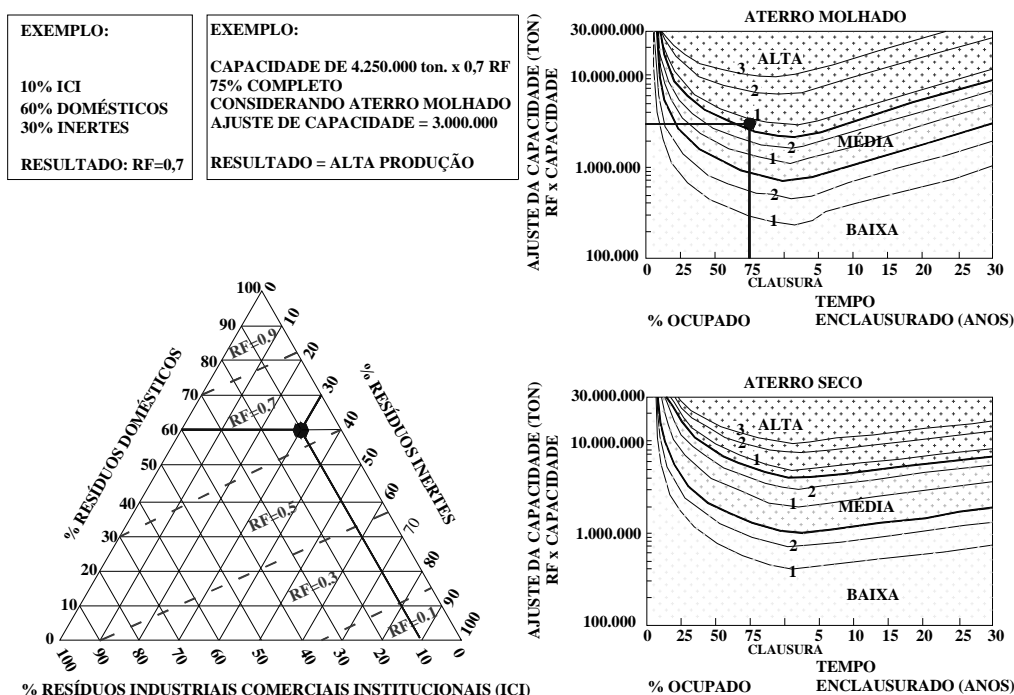 EXEMPLO:
10% ICI
60% DOMÉSTICOS
30% INERTES
RESULTADO: RF=0,7
EXEMPLO:
CAPACIDADE DE 4.250.000 ton. x 0,7 RF
75% COMPLETO
CONSIDERANDO ATERRO MOLHADO
AJUSTE DE CAPACIDADE = 3.000.000
RESULTADO = ALTA PRODUÇÃO
ATERRO MOLHADO
AJUSTE DA CAPACIDADE (TON)
RF x CAPACIDADE
30.000.000
10.000.000
1.000.000
100.000
ALTA
3
2
1
MÉDIA
2
1
2
1
BAIXA
0 25 50 75 5 10 15 20 25 30
CLAUSURA
TEMPO
% OCUPADO ENCLAUSURADO (ANOS)
% RESÍDUOS DOMÉSTICOS
100
90
80
70
60
50
40
30
20
10
0
% RESÍDUOS INERTES
0
10
20
30
40
50
60
70
80
90
100
RF=0.9
RF=0.7
RF=0.5
RF=0.3
RF=0.1
100 90 80 70 60 50 40 30 20 10 0
% RESÍDUOS INDUSTRIAIS COMERCIAIS INSTITUCIONAIS (ICI)
ATERRO SECO
AJUSTE DA CAPACIDADE (TON)
RF x CAPACIDADE
30.000.000
10.000.000
1.000.000
100.000
ALTA
3
2
1
2
1
MÉDIA
2
1
BAIXA
0 25 50 75 5 10 15 20 25 30
CLAUSURA
TEMPO
% OCUPADO ENCLAUSURADO (ANOS)